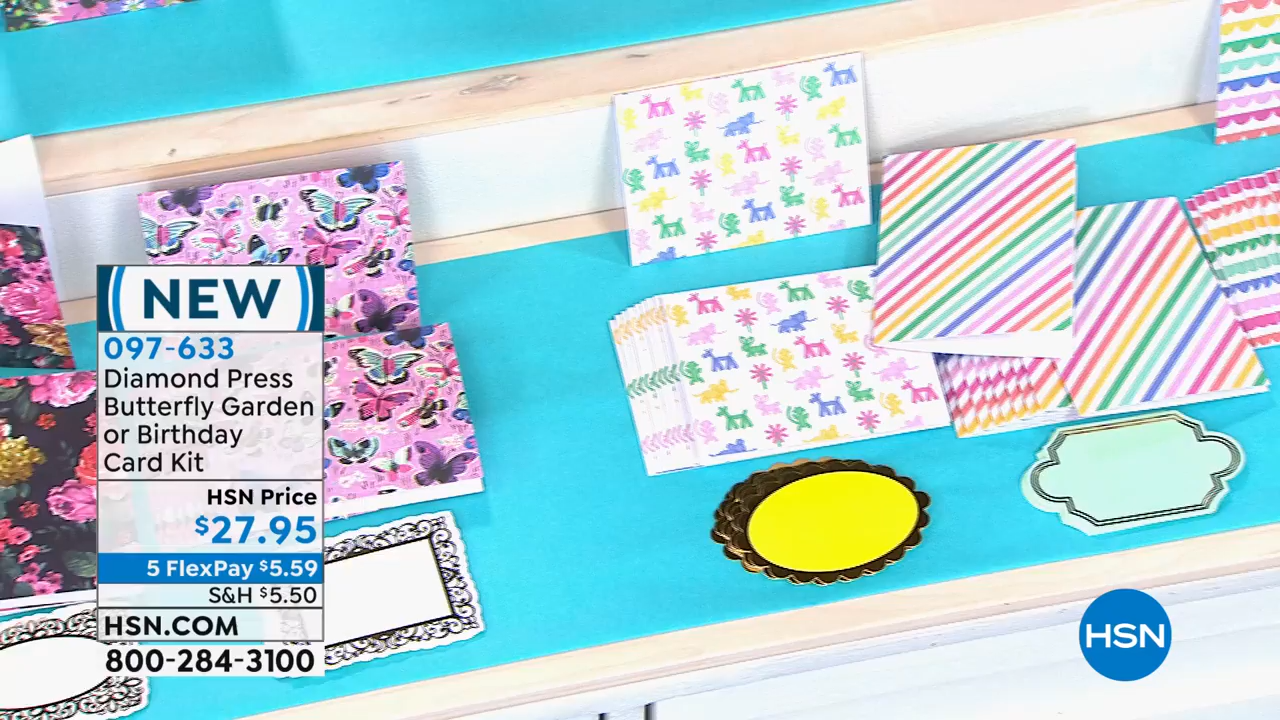 NEW
097-633
Diamond Press
Butterfly Garden
or Birthday
Card Kit
HSN Price
$27.95
5 FlexPay $5.59
S&H $5.50
HSN.COM
800-284-3100
HSN